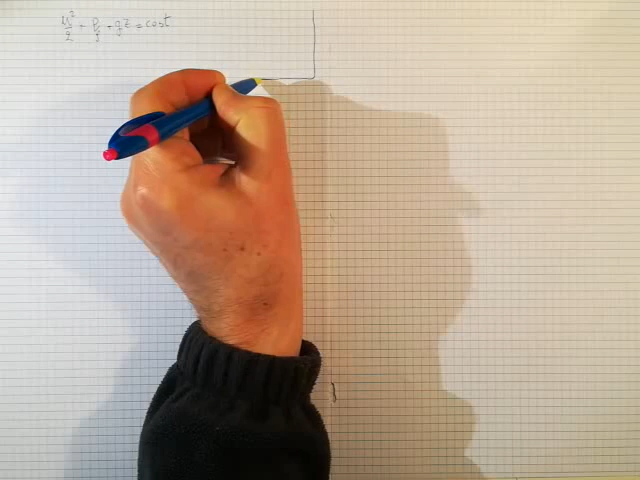 u²/2 + p/ρ + gz = cost